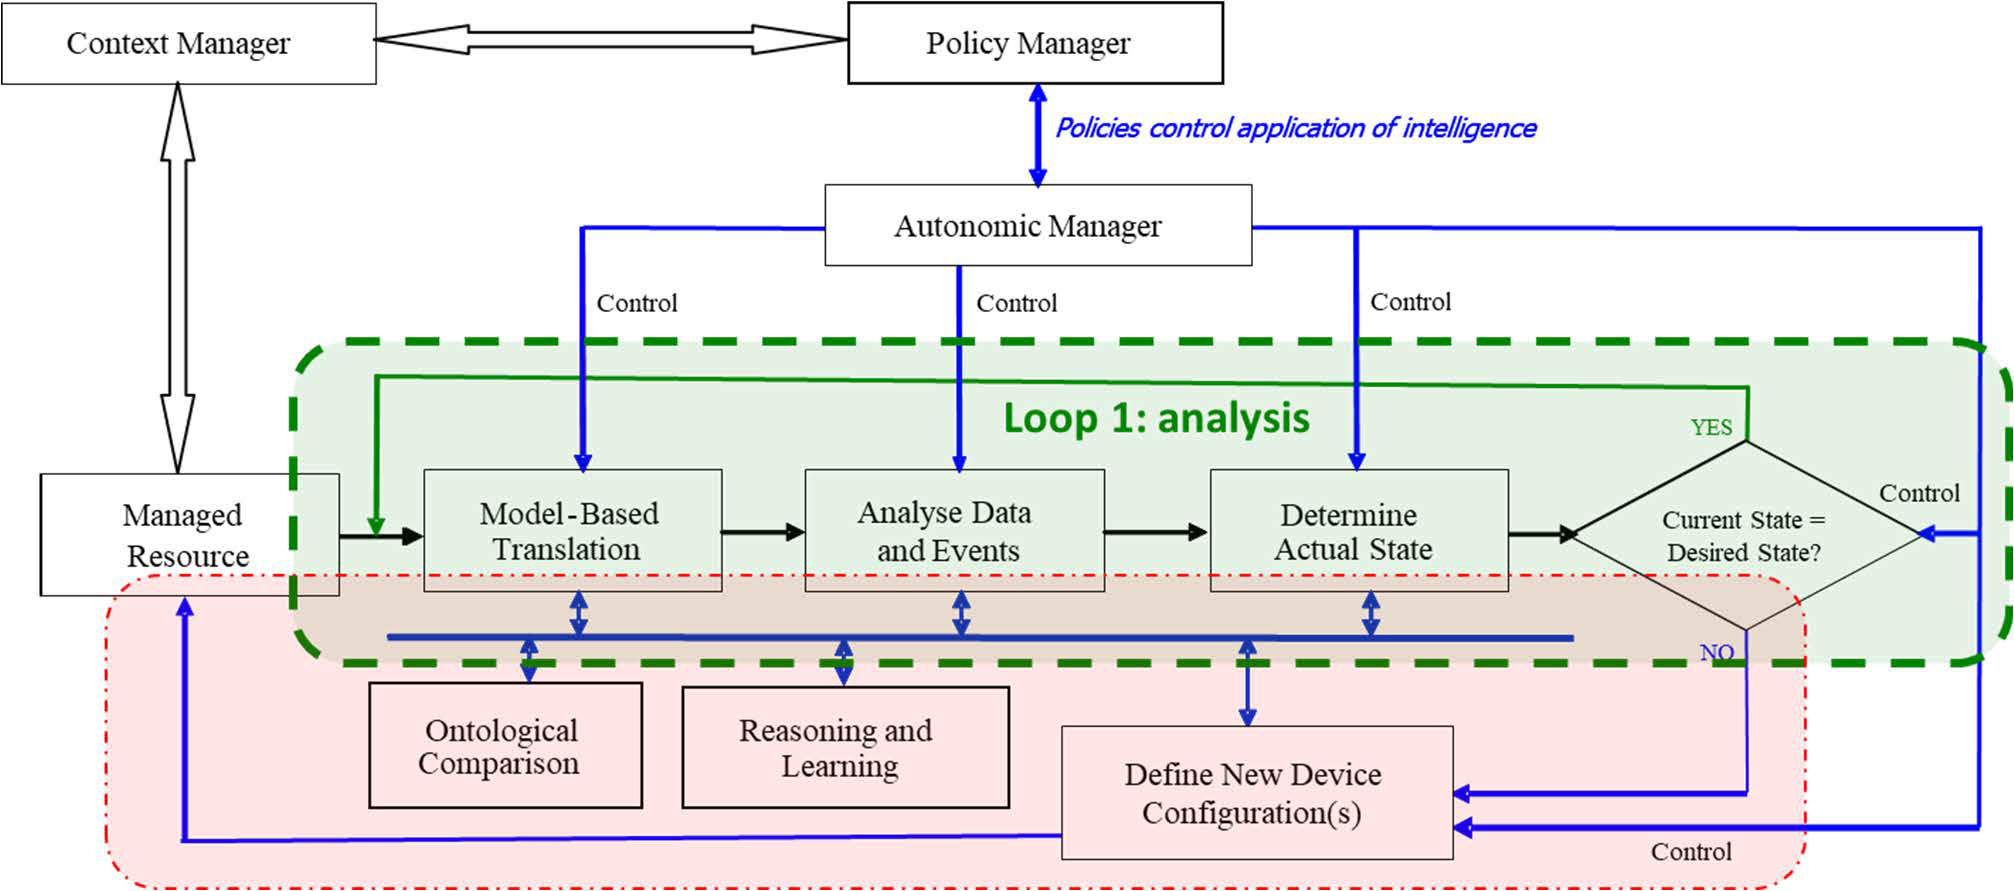 Context Manager
Policy Manager
Policies control application of intelligence
Autonomic Manager
Control
Control
Control
Loop 1: analysis
YES
Control
Managed
Resource
Model-Based
Translation
Analyse Data
and Events
Determine
Actual State
Current State =
Desired State?
NO
Ontological
Comparison
Reasoning and
Learning
Define New Device
Configuration(s)
Control